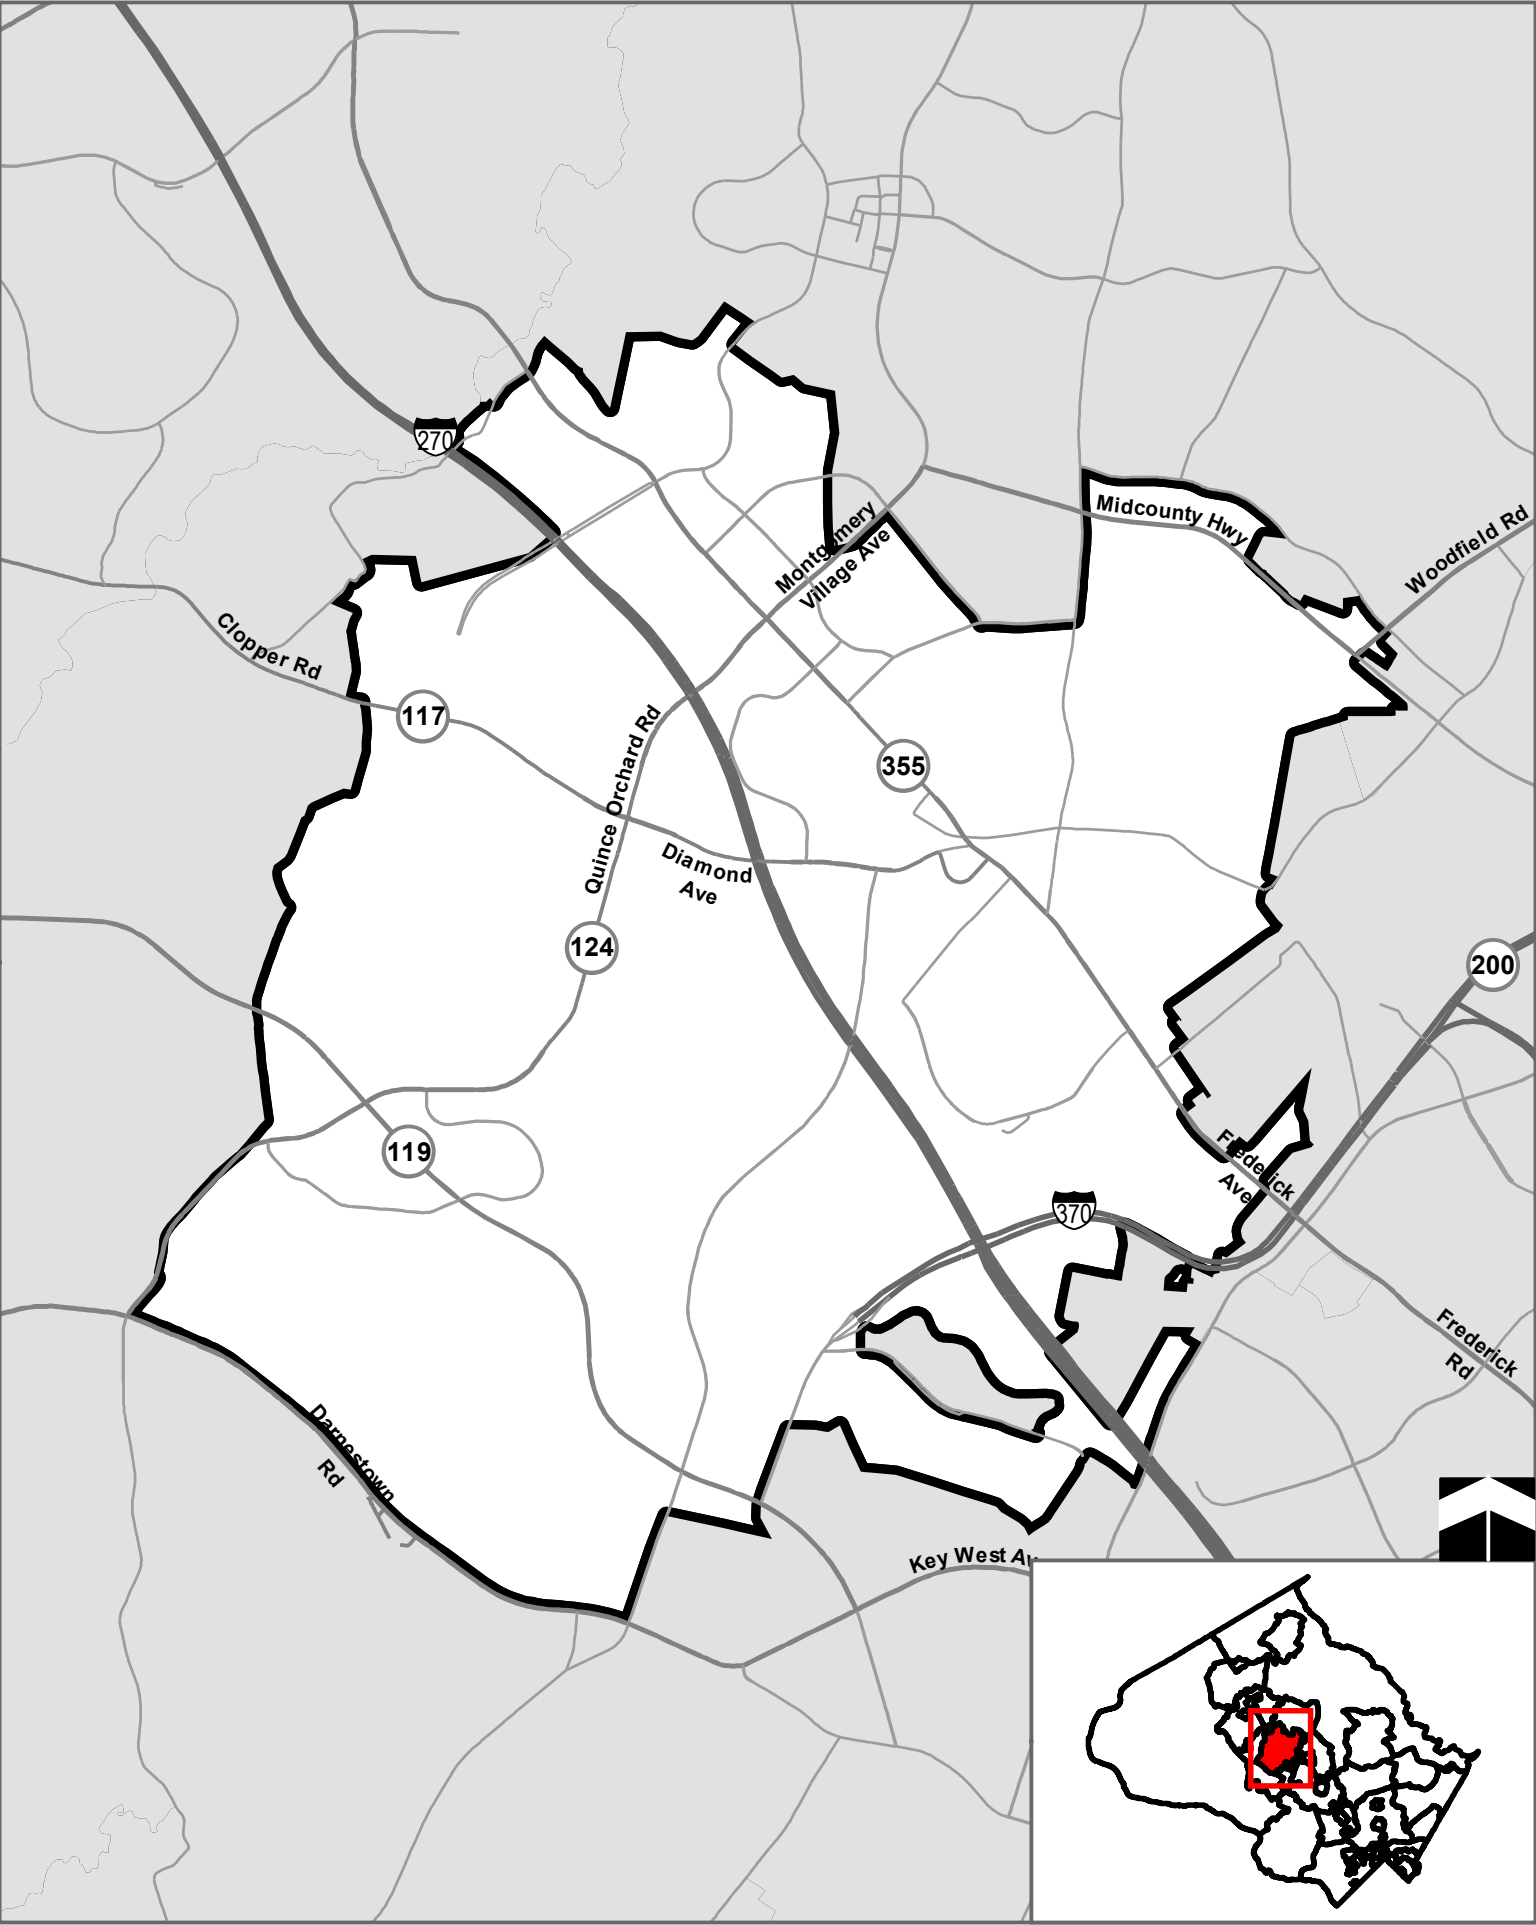 270
Midcounty Hwy
Woodfield Rd
Montgomery
Village Ave
Clopper Rd
117
Quince Orchard Rd
355
Diamond
Ave
124
200
119
Frederick
Ave
370
Frederick
Rd
Darnestown
Rd
Key West Av